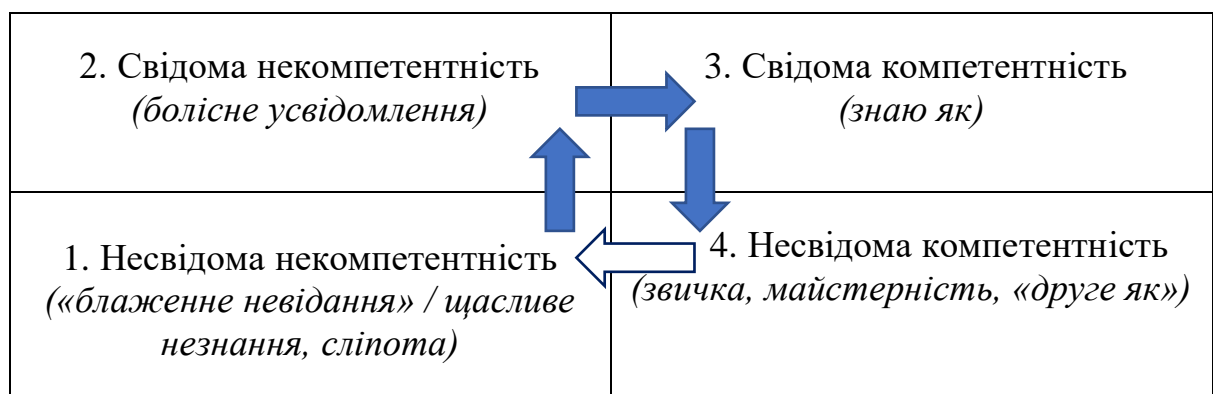 2. Свідома некомпетентність
(болісне усвідомлення)
3. Свідома компетентність
(знаю як)
1. Несвідома некомпетентність
(«блаженне невідання» / щасливе
незнання, сліпота)
4. Несвідома компетентність
(звичка, майстерність, «друге як»)